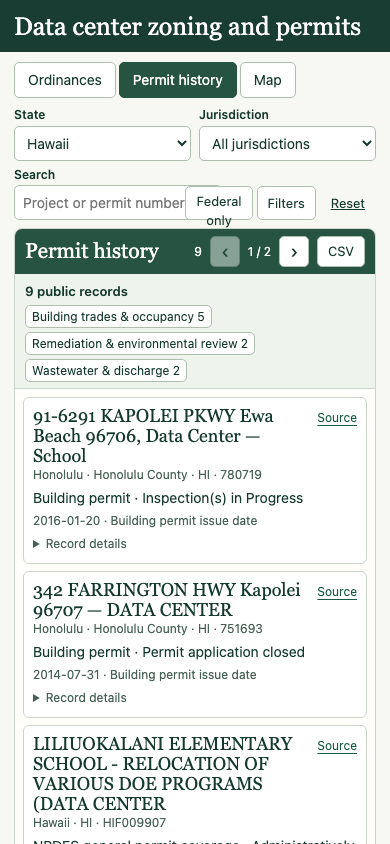 Data center zoning and permits
Ordinances
Permit history
Map
State
Jurisdiction
Hawaii
All jurisdictions
Search
Project or permit number
Federal only
Filters
Reset
Permit history
9
‹
1 / 2
›
CSV
9 public records
Building trades & occupancy 5
Remediation & environmental review 2
Wastewater & discharge 2
91-6291 KAPOLEI PKWY Ewa
Beach 96706, Data Center —
School
Source
Honolulu · Honolulu County · HI · 780719
Building permit · Inspection(s) in Progress
2016-01-20 · Building permit issue date
▶ Record details
342 FARRINGTON HWY Kapolei
96707 — DATA CENTER
Source
Honolulu · Honolulu County · HI · 751693
Building permit · Permit application closed
2014-07-31 · Building permit issue date
▶ Record details
LILIUOKALANI ELEMENTARY
SCHOOL - RELOCATION OF
VARIOUS DOE PROGRAMS
(DATA CENTER
Source
Hawaii · HI · HIF009907
NPDES general permit coverage · Administratively